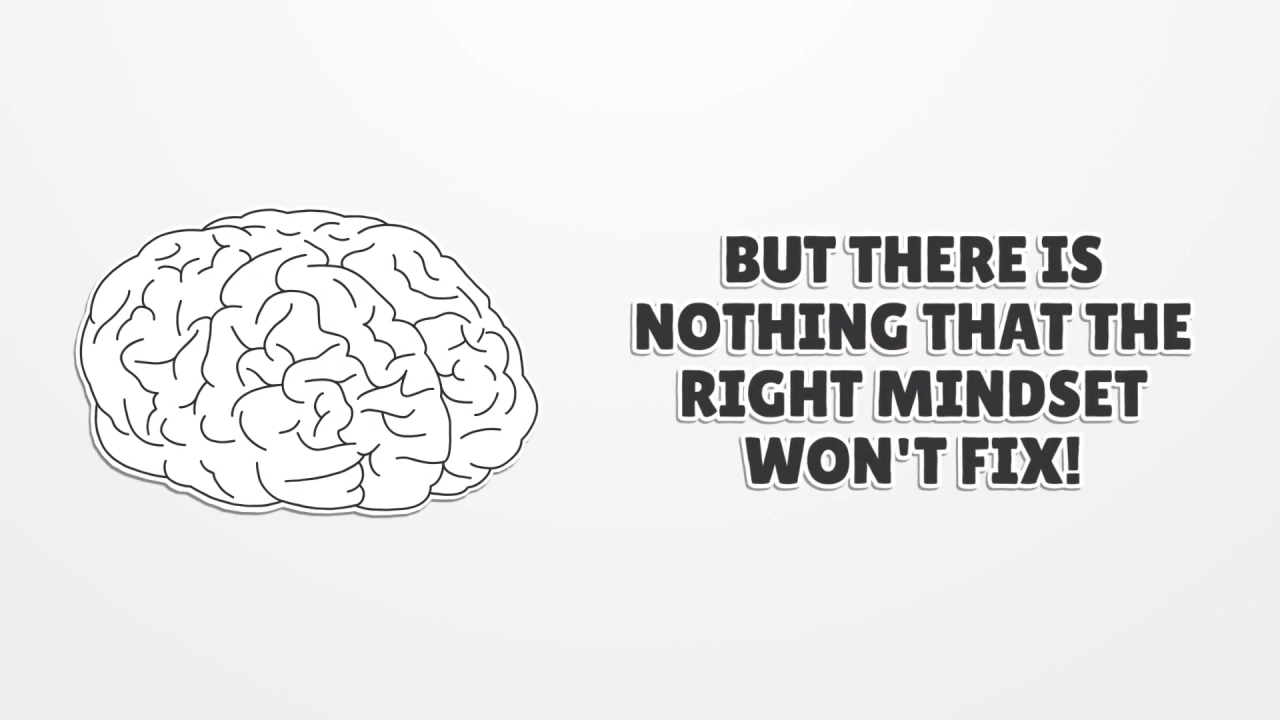 BUT THERE IS
NOTHING THAT THE
RIGHT MINDSET
WON'T FIX!